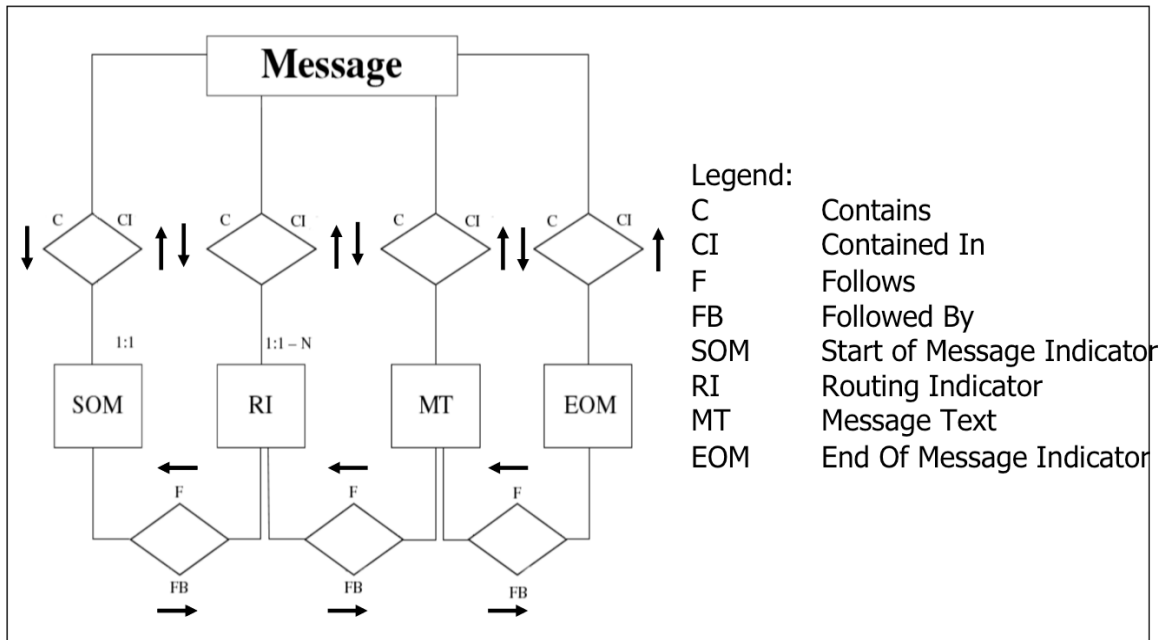 Message
C CI C CI C CI C CI
1:1 1:1 – N
SOM RI MT EOM
F F F
FB FB FB
Legend:
C Contains
CI Contained In
F Follows
FB Followed By
SOM Start of Message Indicator
RI Routing Indicator
MT Message Text
EOM End Of Message Indicator